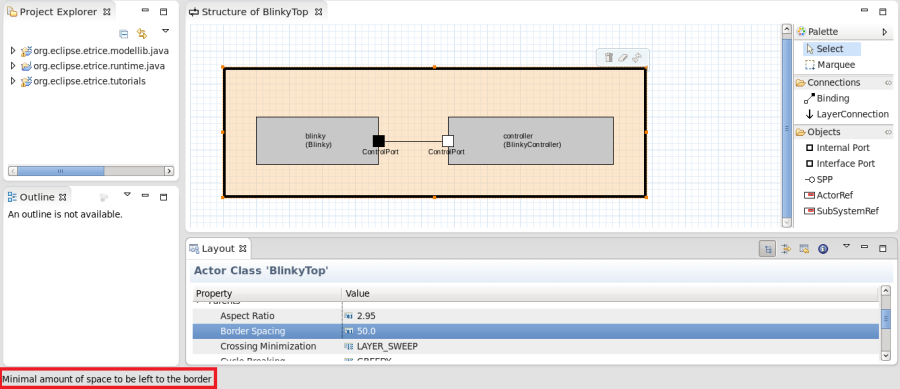 Project Explorer
org.eclipse.etrice.modellib.java
org.eclipse.etrice.runtime.java
org.eclipse.etrice.tutorials
Outline
An outline is not available.
Structure of BlinkyTop
blinky
(Blinky)
ControlPort
ControlPort
controller
(BlinkyController)
Palette
Select
Marquee
Connections
Binding
LayerConnection
Objects
Internal Port
Interface Port
SPP
ActorRef
SubSystemRef
Layout
Actor Class 'BlinkyTop'
Property Value
Parents
Aspect Ratio 2.95
Border Spacing 50.0
Crossing Minimization LAYER_SWEEP
Cycle Breaking GREEDY
Minimal amount of space to be left to the border